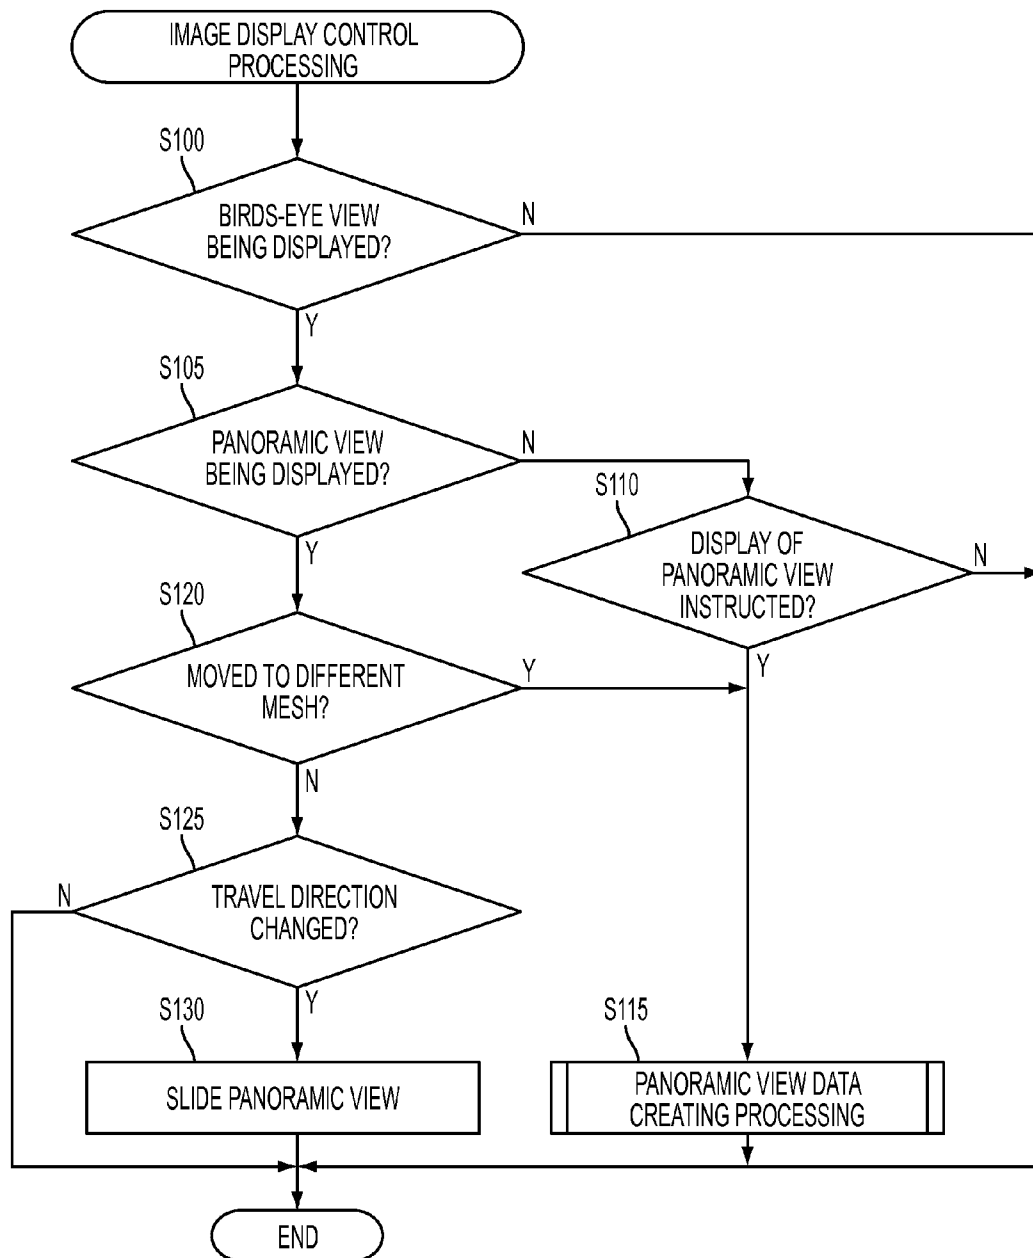 IMAGE DISPLAY CONTROL
PROCESSING
S100
BIRDS-EYE VIEW
BEING DISPLAYED?
N
Y
S105
PANORAMIC VIEW
BEING DISPLAYED?
N
Y
S110
DISPLAY OF
PANORAMIC VIEW
INSTRUCTED?
N
Y
S120
MOVED TO DIFFERENT
MESH?
Y
N
S125
TRAVEL DIRECTION
CHANGED?
N
Y
S130
SLIDE PANORAMIC VIEW
S115
PANORAMIC VIEW DATA
CREATING PROCESSING
END